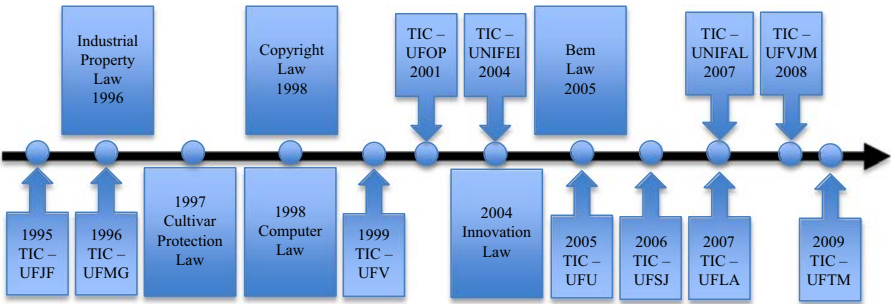 Industrial
Property
Law
1996
Copyright
Law
1998
TIC –
UFOP
2001
TIC –
UNIFEI
2004
Bem
Law
2005
TIC –
UNIFAL
2007
TIC –
UFVJM
2008
1995
TIC –
UFJF
1996
TIC –
UFMG
1997
Cultivar
Protection
Law
1998
Computer
Law
1999
TIC –
UFV
2004
Innovation
Law
2005
TIC –
UFU
2006
TIC –
UFSJ
2007
TIC –
UFLA
2009
TIC –
UFTM